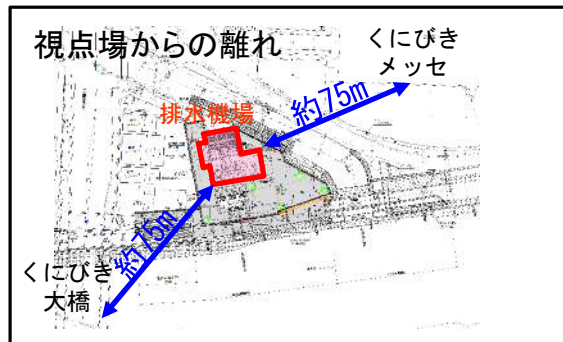 視点場からの離れ
くにびき
メッセ
約75m
排水機場
約75m
くにびき
大橋